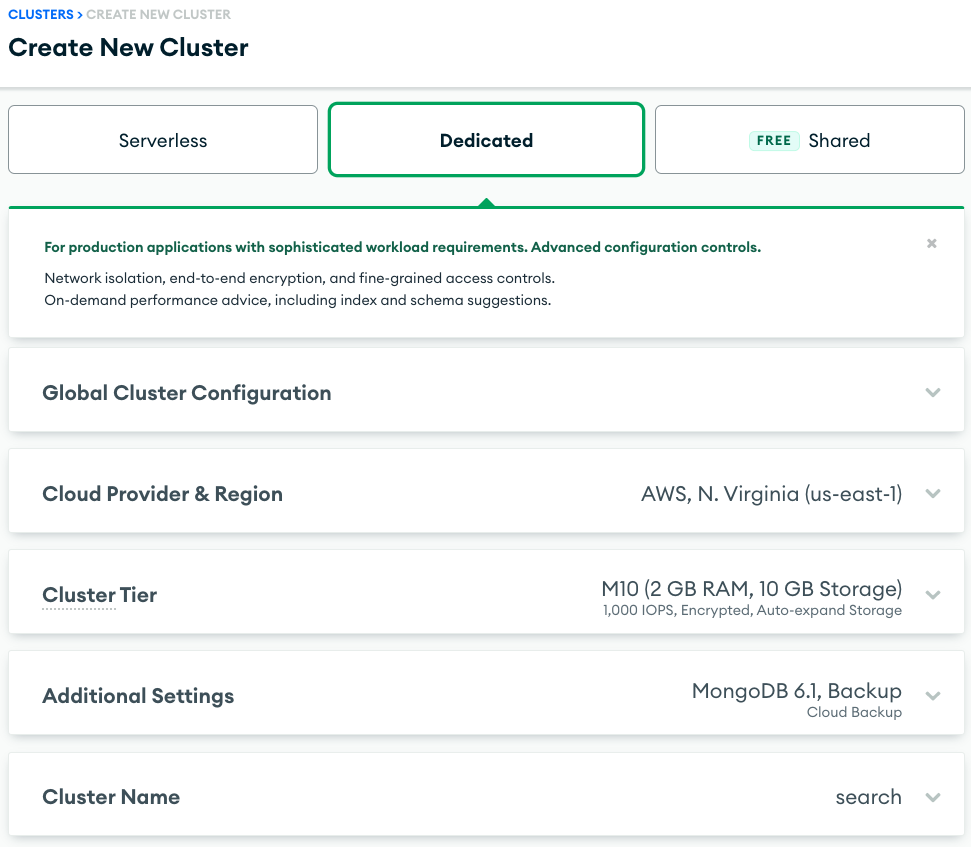 CLUSTERS > CREATE NEW CLUSTER
Create New Cluster
Serverless
Dedicated
FREE Shared
For production applications with sophisticated workload requirements. Advanced configuration controls.
Network isolation, end-to-end encryption, and fine-grained access controls.
On-demand performance advice, including index and schema suggestions.
Global Cluster Configuration
Cloud Provider & Region
AWS, N. Virginia (us-east-1)
Cluster Tier
M10 (2 GB RAM, 10 GB Storage)
1,000 IOPS, Encrypted, Auto-expand Storage
Additional Settings
MongoDB 6.1, Backup
Cloud Backup
Cluster Name
search